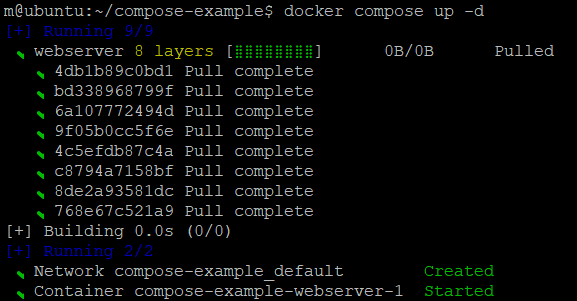 m@ubuntu:~/compose-example$ docker compose up -d
[+] Running 9/9
✔ webserver 8 layers [⣿⣿⣿⣿⣿⣿⣿⣿] 0B/0B Pulled
✔ 4db1b89c0bd1 Pull complete
✔ bd338968799f Pull complete
✔ 6a107772494d Pull complete
✔ 9f05b0cc5f6e Pull complete
✔ 4c5efdb87c4a Pull complete
✔ c8794a7158bf Pull complete
✔ 8de2a93581dc Pull complete
✔ 768e67c521a9 Pull complete
[+] Building 0.0s (0/0)
[+] Running 2/2
✔ Network compose-example_default Created
✔ Container compose-example-webserver-1 Started